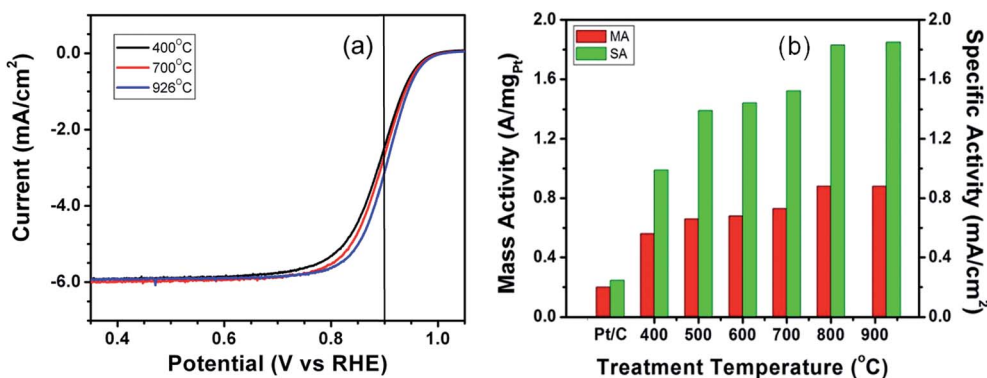 (a)
400°C
700°C
926°C
0.0
-2.0
-4.0
-6.0
Current (mA/cm²)
0.4 0.6 0.8 1.0
Potential (V vs RHE)
(b)
MA
SA
2.0
1.6
1.2
0.8
0.4
0.0
Mass Activity (A/mgPt)
2.0
1.6
1.2
0.8
0.4
0.0
Specific Activity (mA/cm²)
Pt/C 400 500 600 700 800 900
Treatment Temperature (°C)